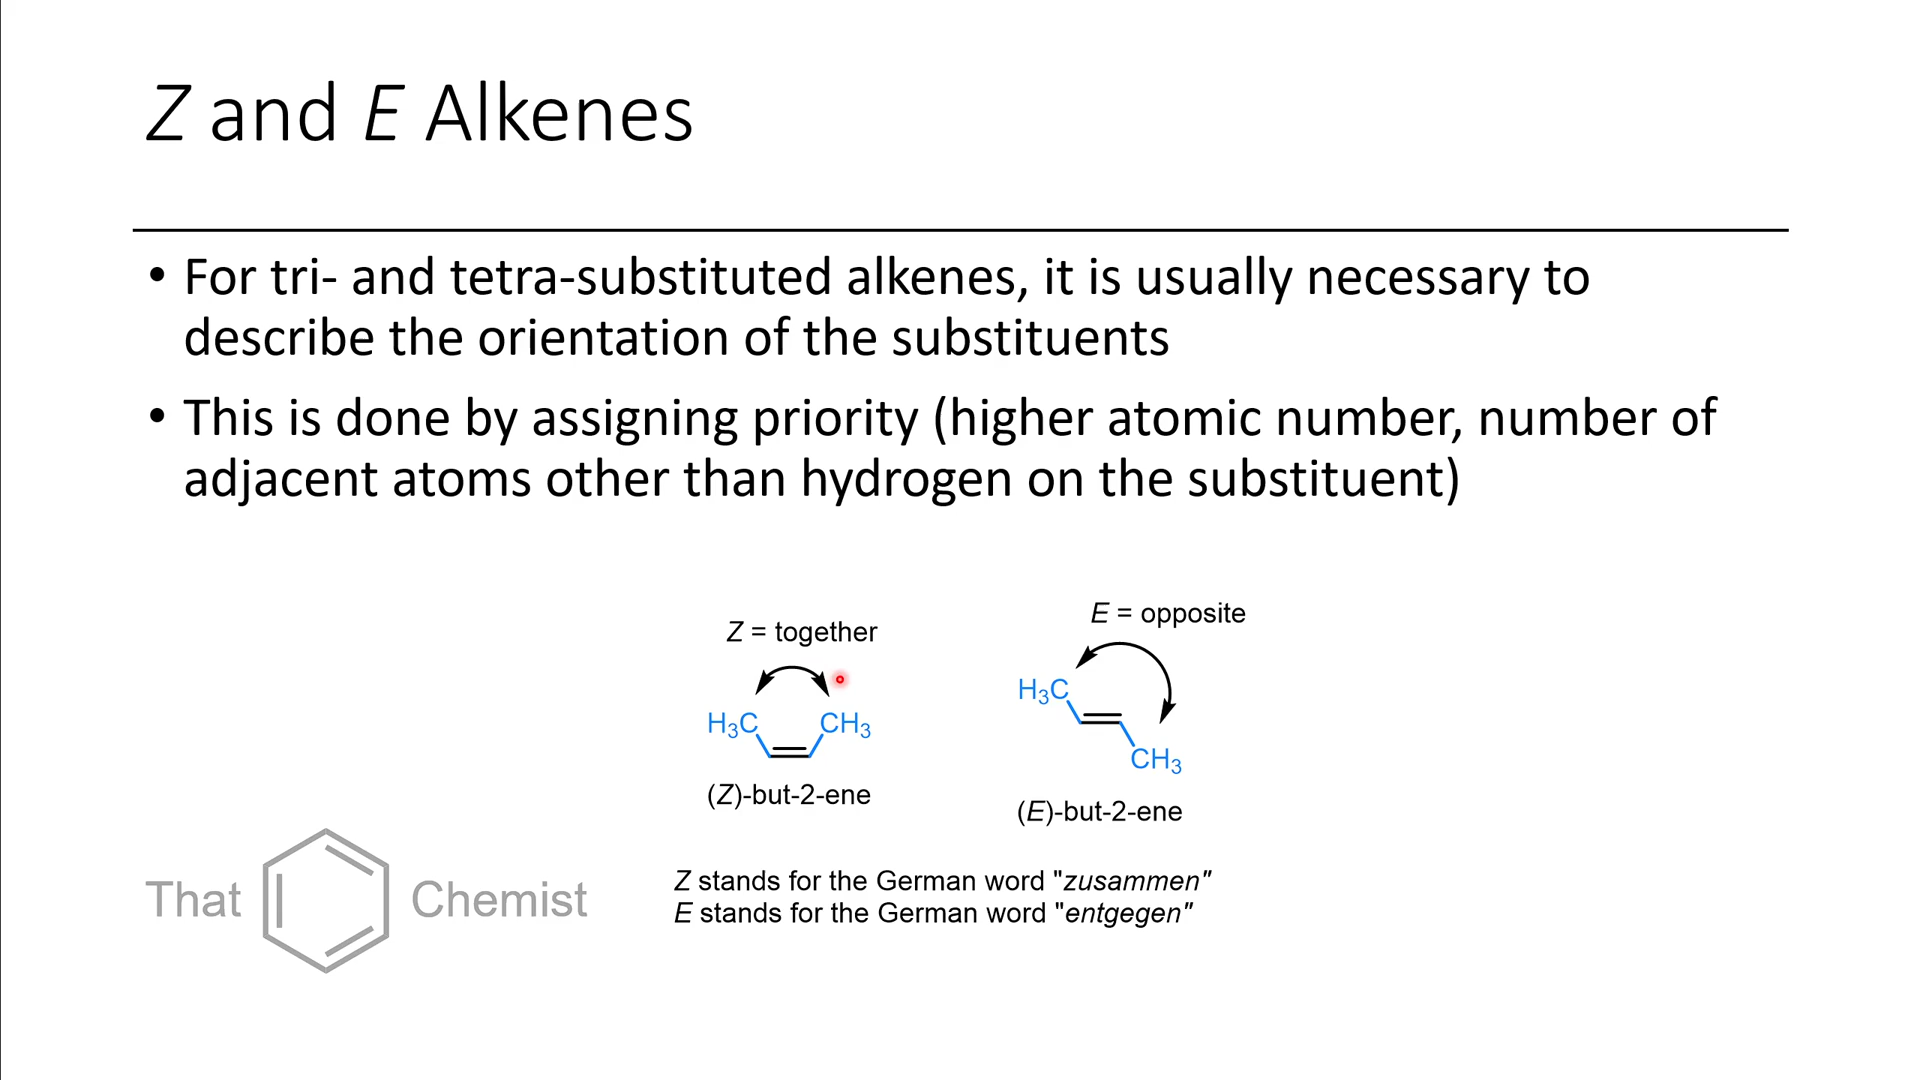 Z and E Alkenes
• For tri- and tetra-substituted alkenes, it is usually necessary to
describe the orientation of the substituents
• This is done by assigning priority (higher atomic number, number of
adjacent atoms other than hydrogen on the substituent)
Z = together
H₃C CH₃
(Z)-but-2-ene
E = opposite
H₃C
CH₃
(E)-but-2-ene
Z stands for the German word "zusammen"
E stands for the German word "entgegen"
That Chemist